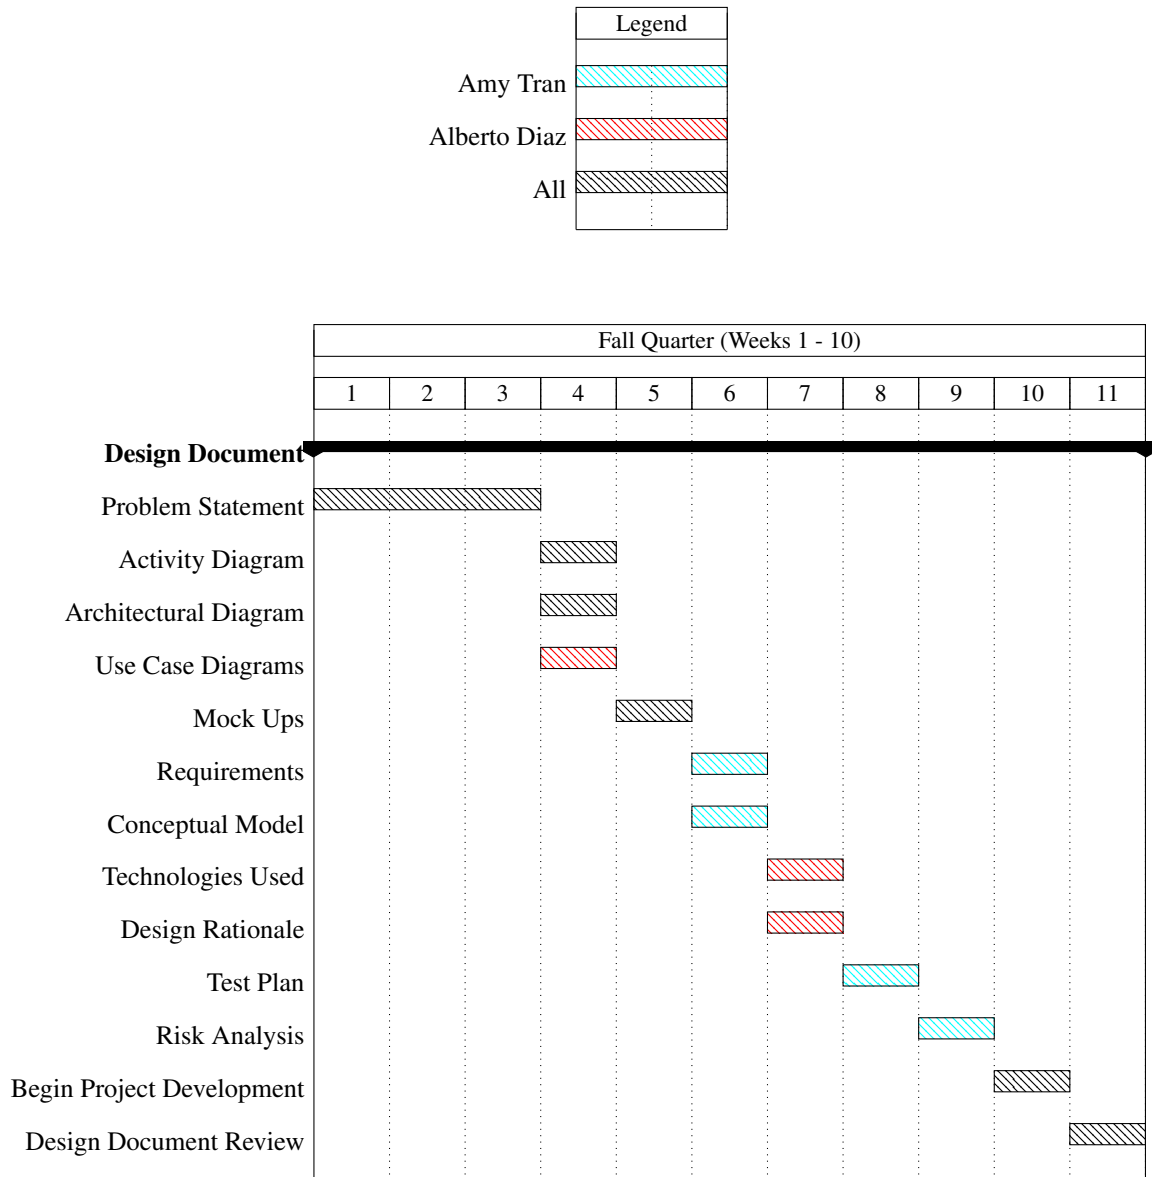 Legend
Amy Tran
Alberto Diaz
All
Fall Quarter (Weeks 1 - 10)
1 2 3 4 5 6 7 8 9 10 11
Design Document
Problem Statement
Activity Diagram
Architectural Diagram
Use Case Diagrams
Mock Ups
Requirements
Conceptual Model
Technologies Used
Design Rationale
Test Plan
Risk Analysis
Begin Project Development
Design Document Review